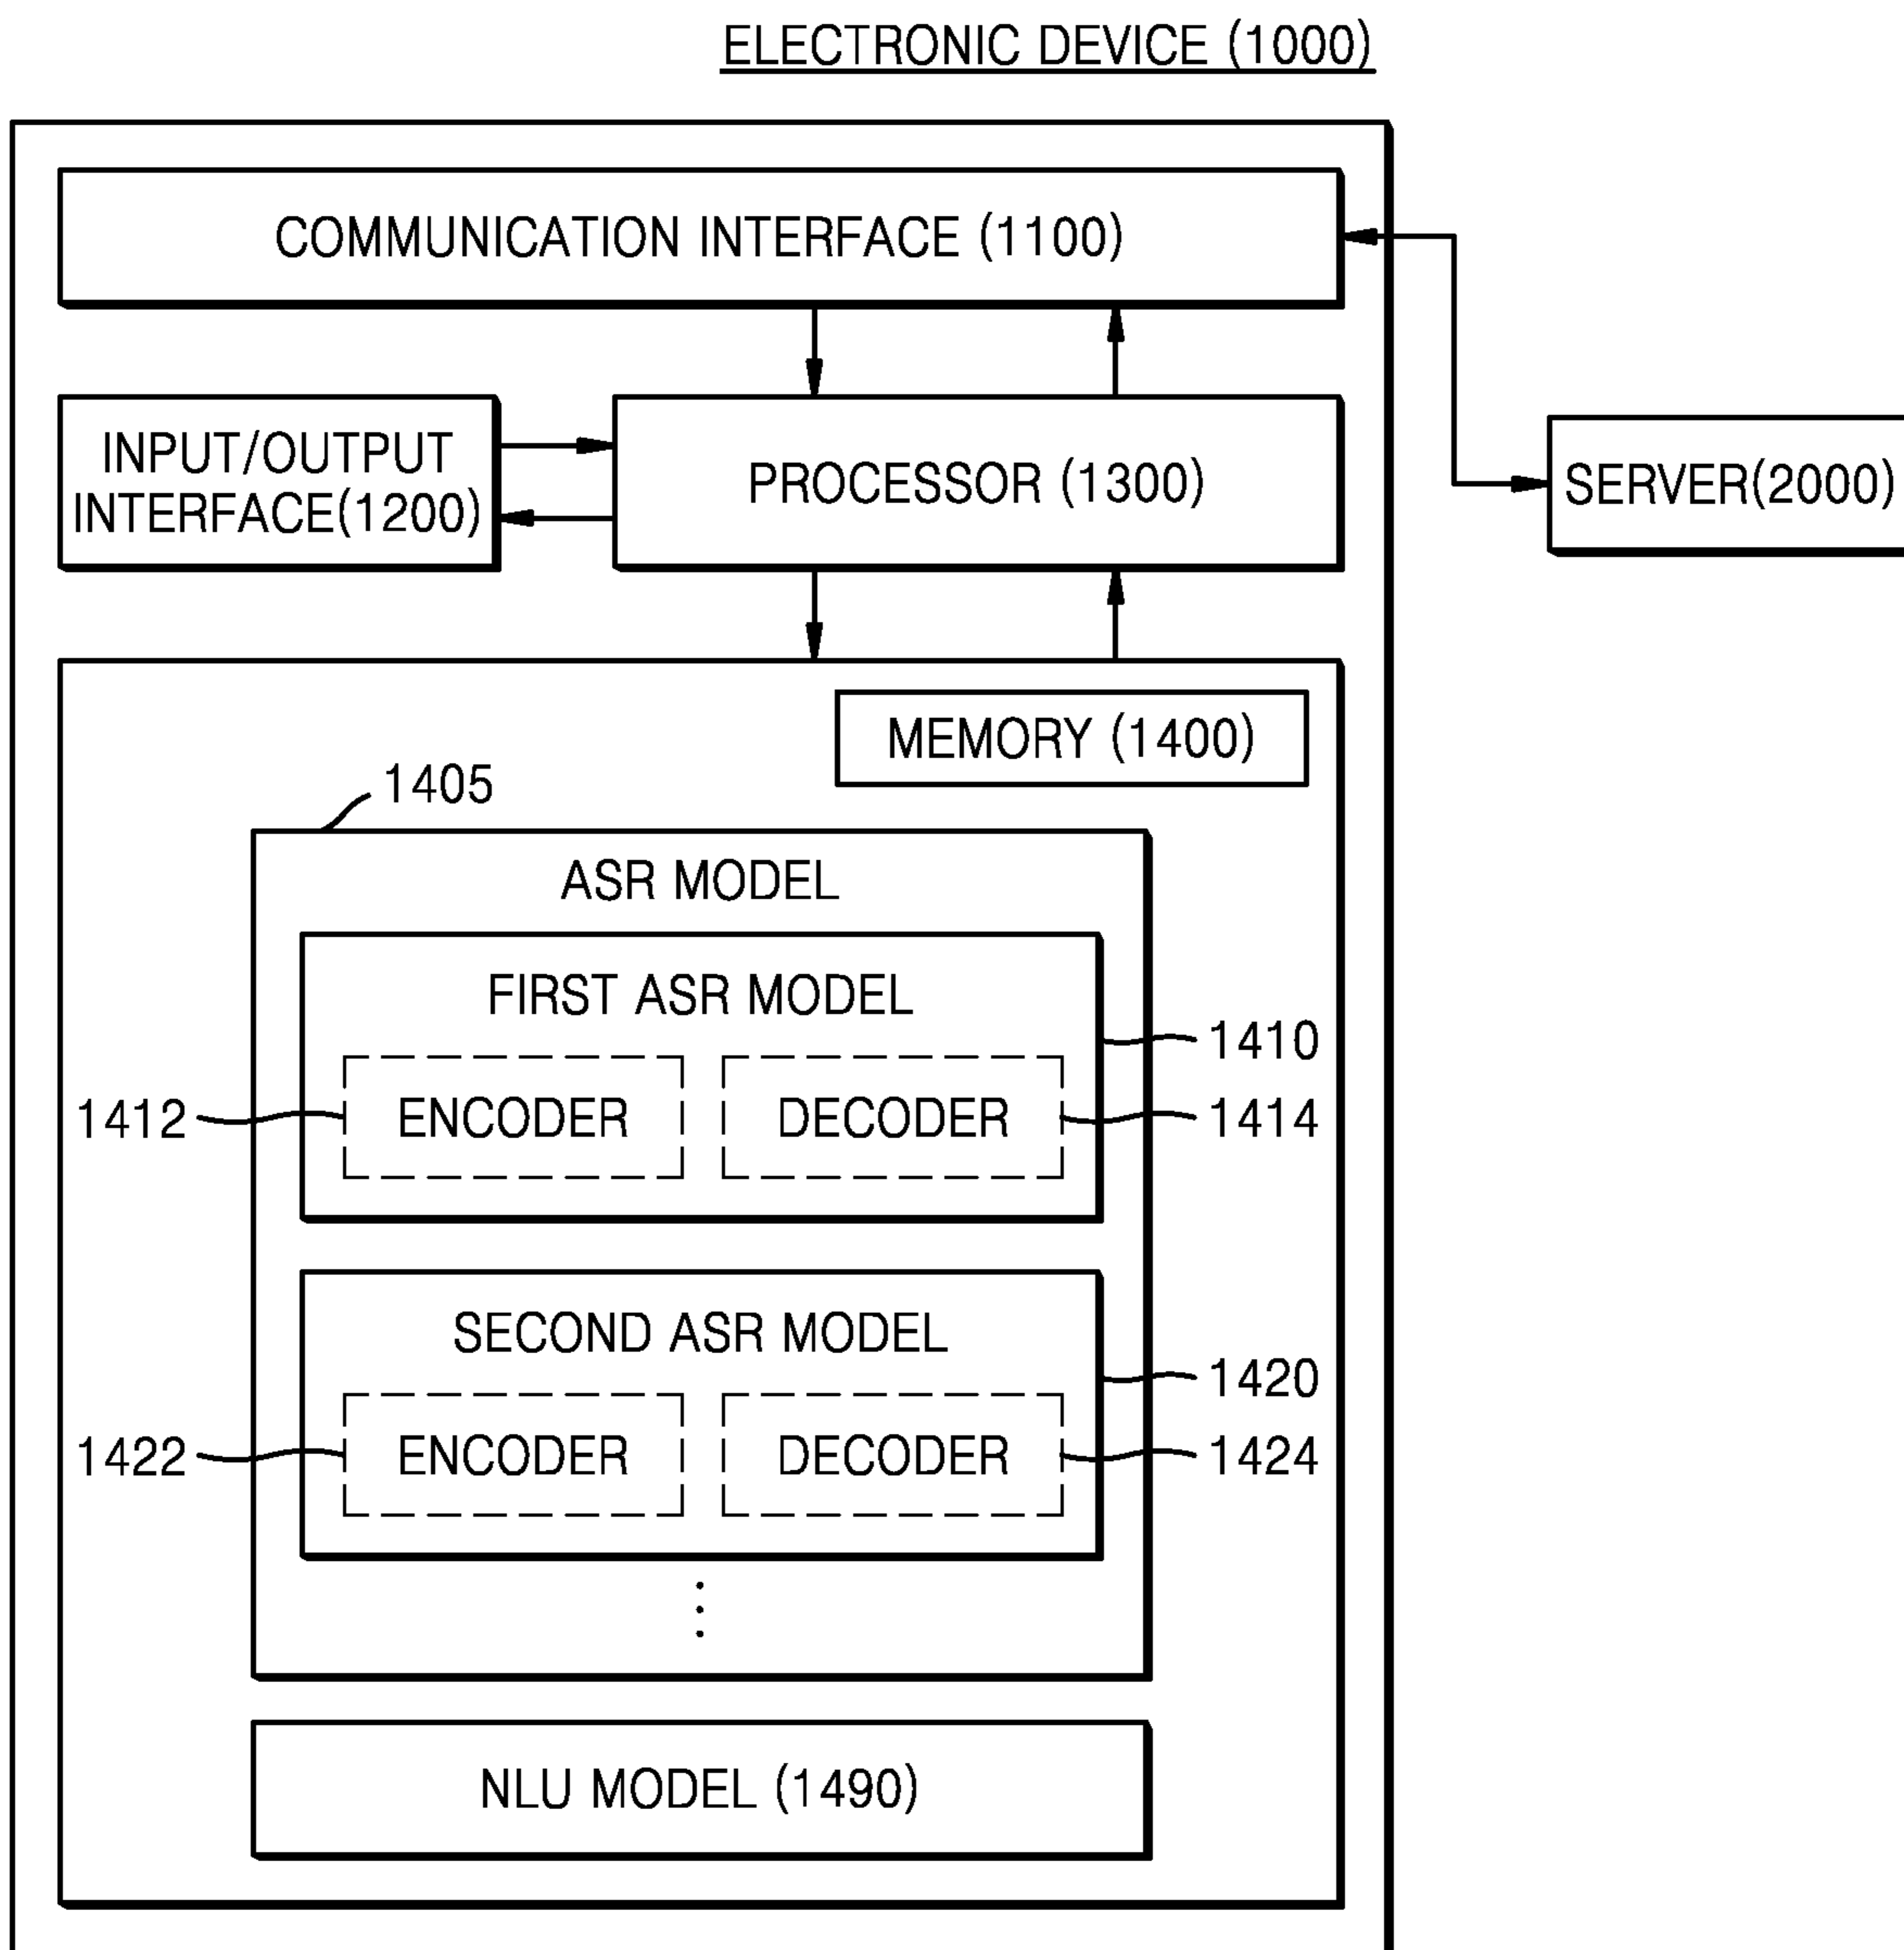 ELECTRONIC DEVICE (1000)
COMMUNICATION INTERFACE (1100)
INPUT/OUTPUT
INTERFACE(1200)
PROCESSOR (1300)
SERVER(2000)
MEMORY (1400)
1405
ASR MODEL
FIRST ASR MODEL
1410
1412
ENCODER
DECODER
1414
SECOND ASR MODEL
1420
1422
ENCODER
DECODER
1424
NLU MODEL (1490)